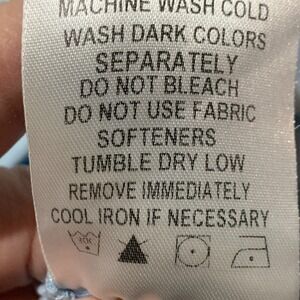 MACHINE WASH COLD
WASH DARK COLORS
SEPARATELY
DO NOT BLEACH
DO NOT USE FABRIC
SOFTENERS
TUMBLE DRY LOW
REMOVE IMMEDIATELY
COOL IRON IF NECESSARY